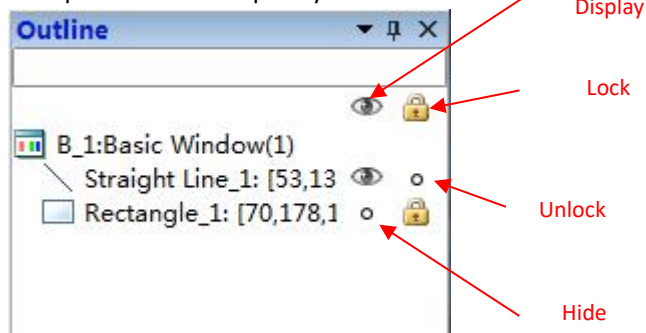 Display
Outline
Lock
B_1:Basic Window(1)
Straight Line_1: [53,13
Unlock
Rectangle_1: [70,178,1
Hide